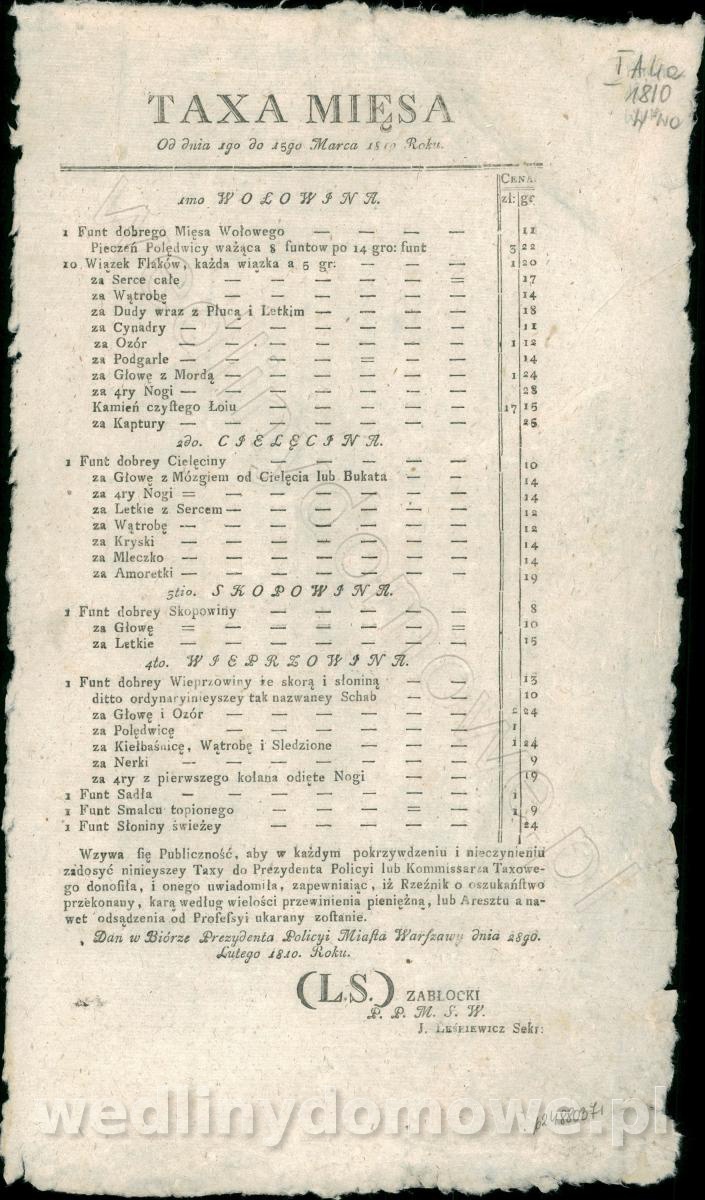 TAXA MIĘSA
Od dnia 1go do 15go Marca 1810 Roku.
CENA.
zł: gr
1mo WOŁOWINA.
1 Funt dobrego Mięsa Wołowego — — — — — 11
Pieczeń Polędwicy ważąca 8 funtow po 14 gro: funt 3 22
10 Wiązek Flaków, każda wiązka a 5 gr: — — — — 1 20
za Serce całe — — — — — = 17
za Wątrobę — — — — — — 14
za Dudy wraz z Płucą i Letkim — — — — 18
za Cynadry — — — — — — — 11
za Ozór — — — — — — — 1 12
za Podgarle — — — — = — — 14
za Głowę z Mordą — — — — — — 1 24
za 4ry Nogi — — — — — — — 28
Kamień czyſtego Łoiu — — — — — 17 15
za Kaptury — — — — — — — 25
2do. CIELĘCINA.
1 Funt dobrey Cielęciny — — — — — 10
za Głowę z Mózgiem od Cielęcia lub Bukata — — 14
za 4ry Nogi = — — — — — — 14
za Letkie z Sercem — — — — — — 12
za Wątrobę — — — — — — — 12
za Kryski — — — — — — — 14
za Mleczko — — — — — — — 14
za Amoretki — — — — — — — 19
3tio. SKOPOWINA.
1 Funt dobrey Skopowiny — — — — — 8
za Głowę = — — — — — = 10
za Letkie — — — — — — — 15
4to. WIEPRZOWINA.
1 Funt dobrey Wieprzowiny ze skorą i słoniną — — 13
ditto ordynaryinieyszey tak nazwaney Schab — — 10
za Głowę i Ozór — — — — — — 2 24
za Polędwicę — — — — — — 1
za Kiełbaśnicę, Wątrobę i Sledzione — — — 1 24
za Nerki — — — — — — — 9
za 4ry z pierwszego kolana odięte Nogi — — 19
1 Funt Sadła — — — — — — — 1
1 Funt Smalcu topionego — — — = — 1 9
1 Funt Słoniny świeżey — — — — — 24
Wzywa ſię Publiczność, aby w każdym pokrzywdzeniu i nieczynieniu
zadosyć ninieyszey Taxy do Prezydenta Policyi lub Kommissarza Taxowe-
go donoſiła, i onego uwiadomiła, zapewniaiąc, iż Rzeźnik o oszukańſtwo
przekonany, karą według wielości przewinienia pieniężną, lub Aresztu a na-
wet odsądzenia od Profeſsyi ukarany zoſtanie.
Dan w Biórze Prezydenta Policyi Miaſta Warſzawy dnia 28go.
Lutego 1810. Roku.
(L.S.) ZABŁOCKI
P. P. M. S. W.
J. LEŚKIEWICZ Sekr:
1810
wedlinydomowe.pl
wedlinydomowe.pl